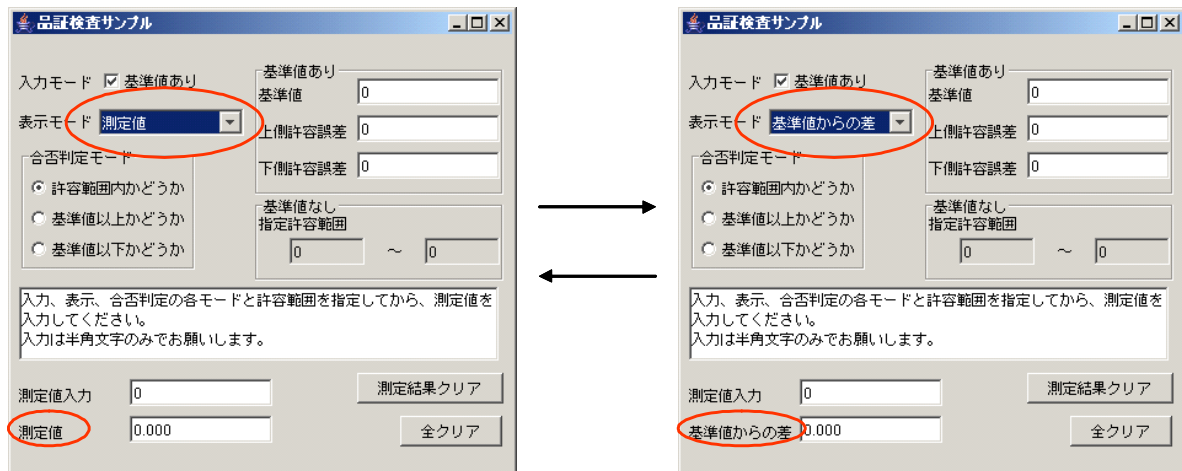 品証検査サンプル
入力モード 基準値あり
表示モード 測定値
合否判定モード
許容範囲内かどうか
基準値以上かどうか
基準値以下かどうか
基準値あり
基準値 0
上側許容誤差 0
下側許容誤差 0
基準値なし
指定許容範囲
0 ～ 0
入力、表示、合否判定の各モードと許容範囲を指定してから、測定値を
入力してください。
入力は半角文字のみでお願いします。
測定値入力 0 測定結果クリア
測定値 0.000 全クリア
品証検査サンプル
入力モード 基準値あり
表示モード 基準値からの差
合否判定モード
許容範囲内かどうか
基準値以上かどうか
基準値以下かどうか
基準値あり
基準値 0
上側許容誤差 0
下側許容誤差 0
基準値なし
指定許容範囲
0 ～ 0
入力、表示、合否判定の各モードと許容範囲を指定してから、測定値を
入力してください。
入力は半角文字のみでお願いします。
測定値入力 0 測定結果クリア
基準値からの差 0.000 全クリア